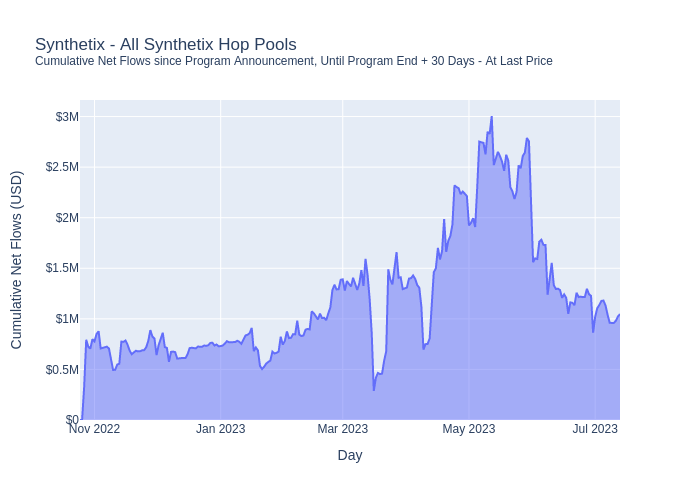 Synthetix - All Synthetix Hop Pools
Cumulative Net Flows since Program Announcement, Until Program End + 30 Days - At Last Price
Cumulative Net Flows (USD)
$3M
$2.5M
$2M
$1.5M
$1M
$0.5M
$0
Nov 2022
Jan 2023
Mar 2023
May 2023
Jul 2023
Day